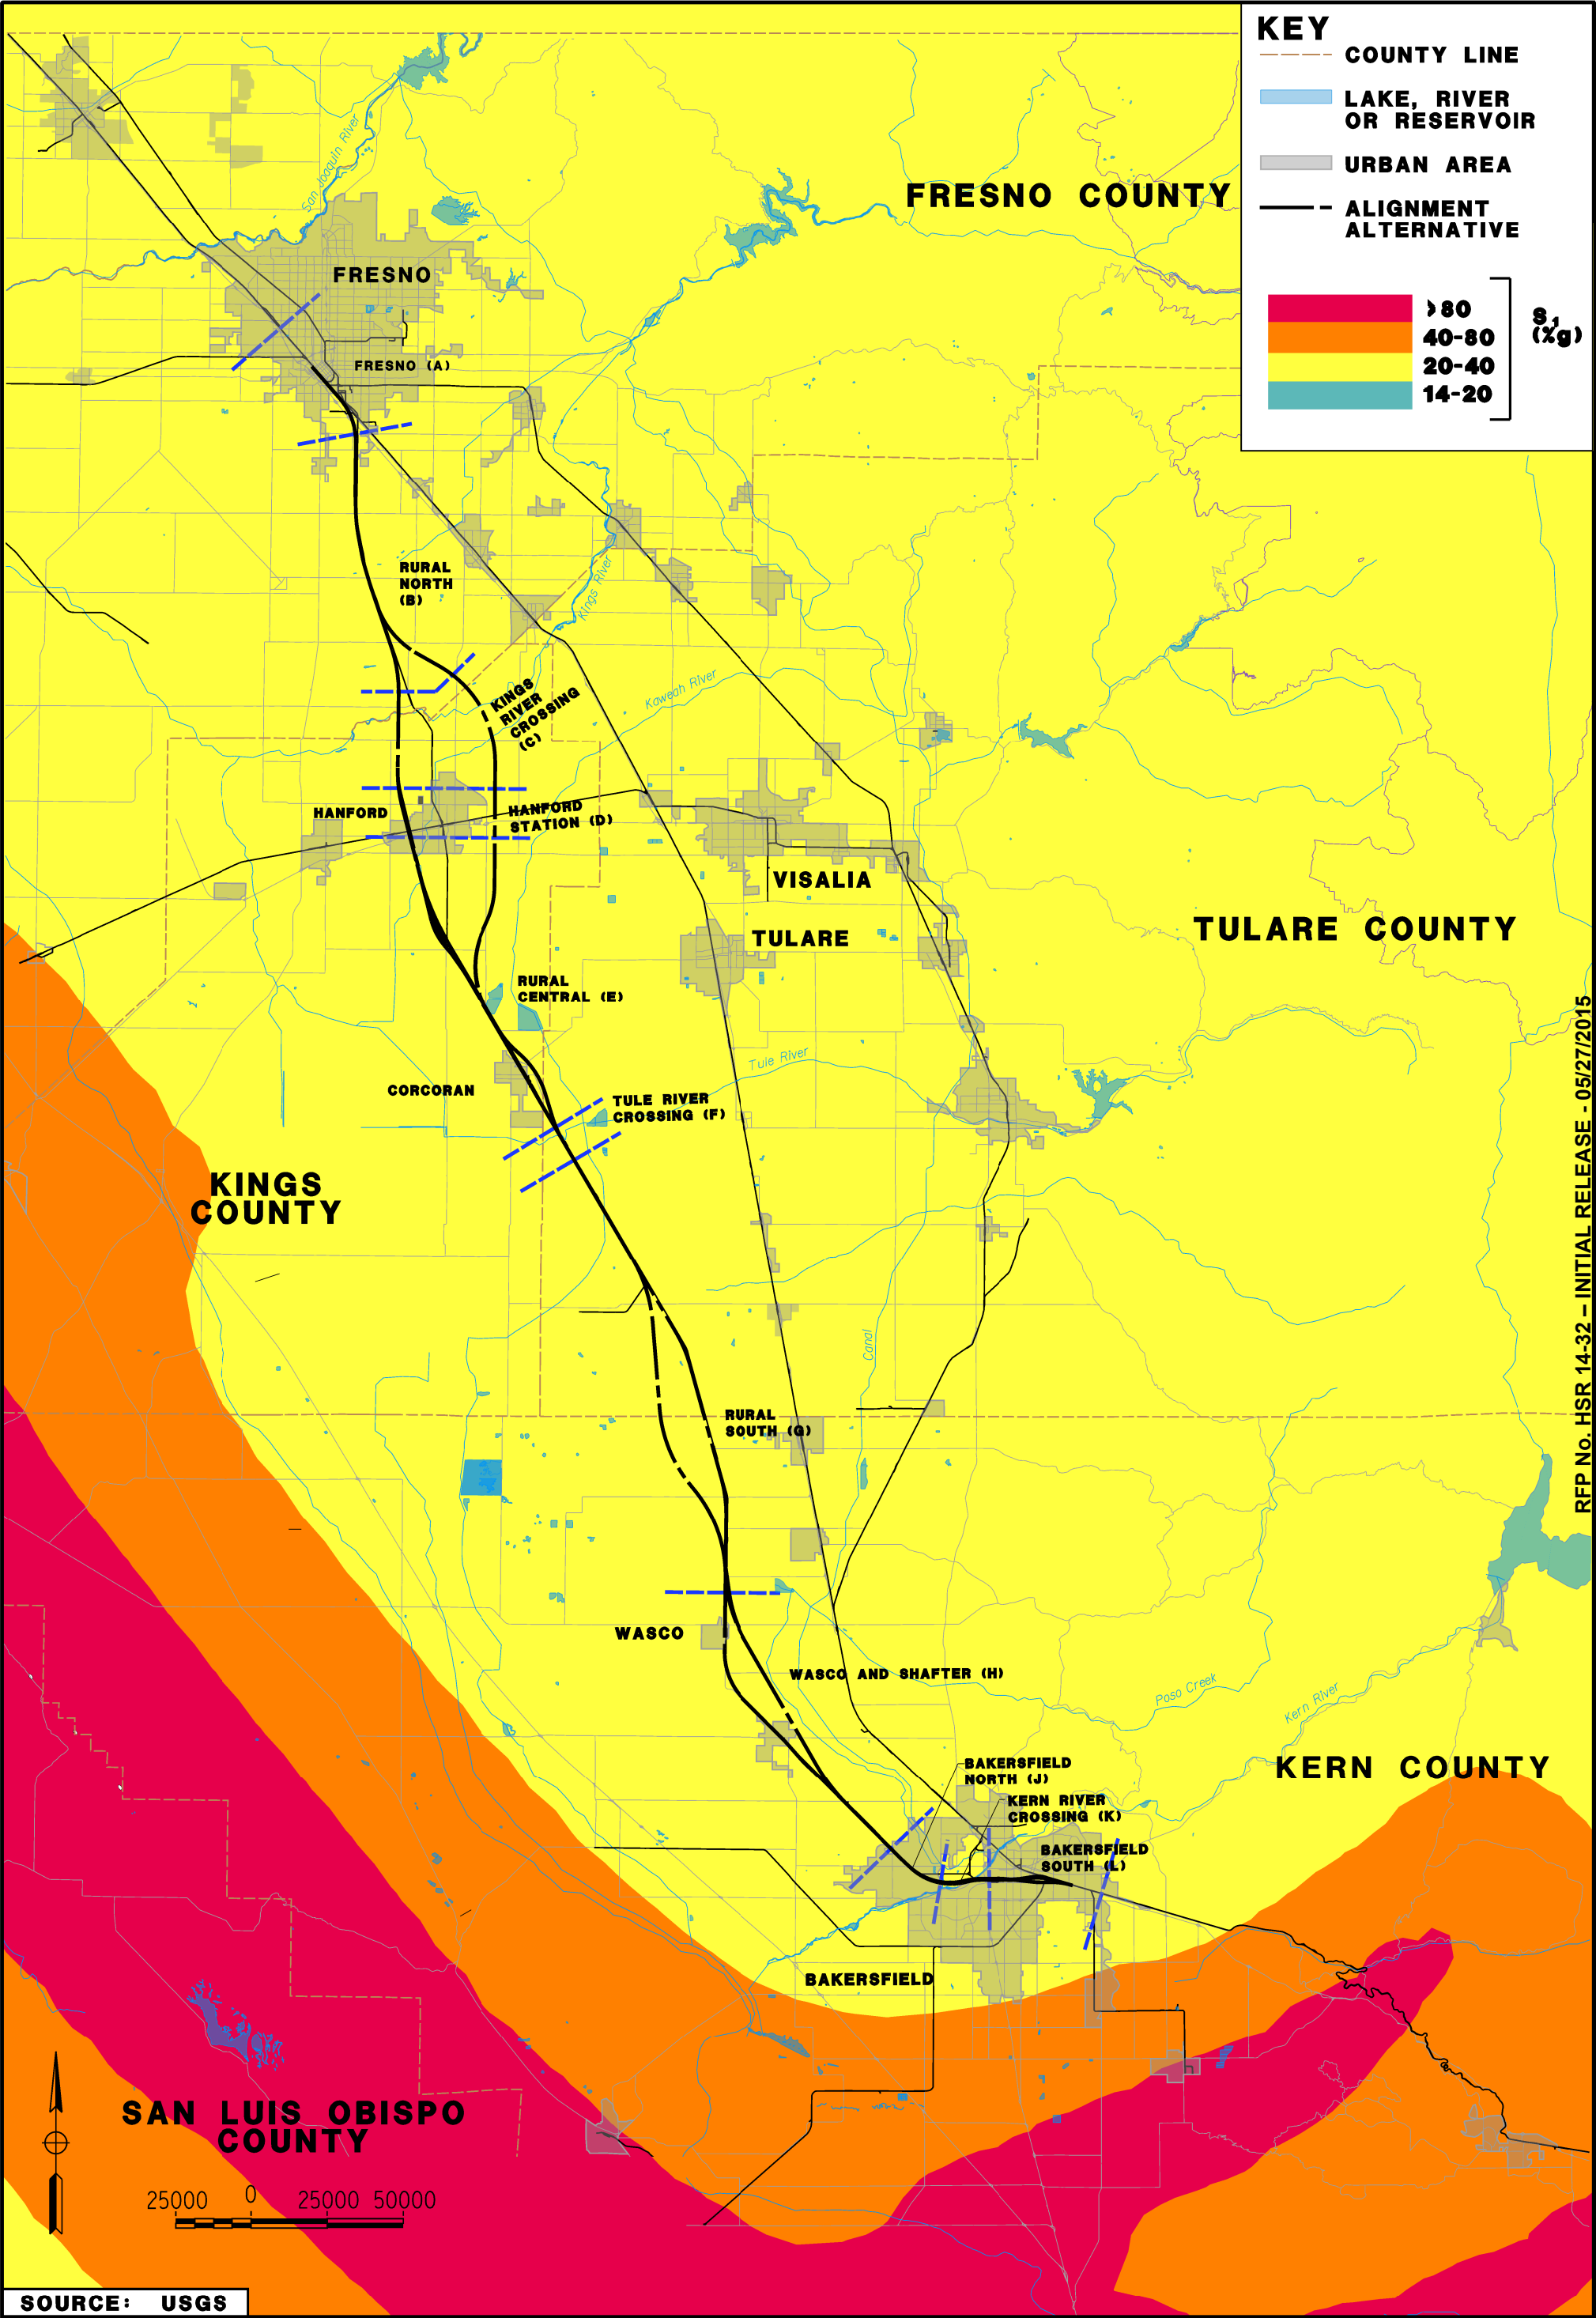 KEY
COUNTY LINE
LAKE, RIVER
OR RESERVOIR
URBAN AREA
ALIGNMENT
ALTERNATIVE
>80
40-80
20-40
14-20
S1
(%g)
FRESNO COUNTY
San Joaquin River
FRESNO
FRESNO (A)
RURAL
NORTH
(B)
Kings River
KINGS
RIVER
CROSSING
(C)
Kaweah River
HANFORD
HANFORD
STATION (D)
VISALIA
TULARE
TULARE COUNTY
RURAL
CENTRAL (E)
CORCORAN
Tule River
TULE RIVER
CROSSING (F)
KINGS
COUNTY
Canal
RURAL
SOUTH (G)
WASCO
WASCO AND SHAFTER (H)
Poso Creek
Kern River
KERN COUNTY
BAKERSFIELD
NORTH (J)
KERN RIVER
CROSSING (K)
BAKERSFIELD
SOUTH (L)
BAKERSFIELD
SAN LUIS OBISPO
COUNTY
25000 0 25000 50000
SOURCE: USGS
RFP No. HSR 14-32 – INITIAL RELEASE - 05/27/2015